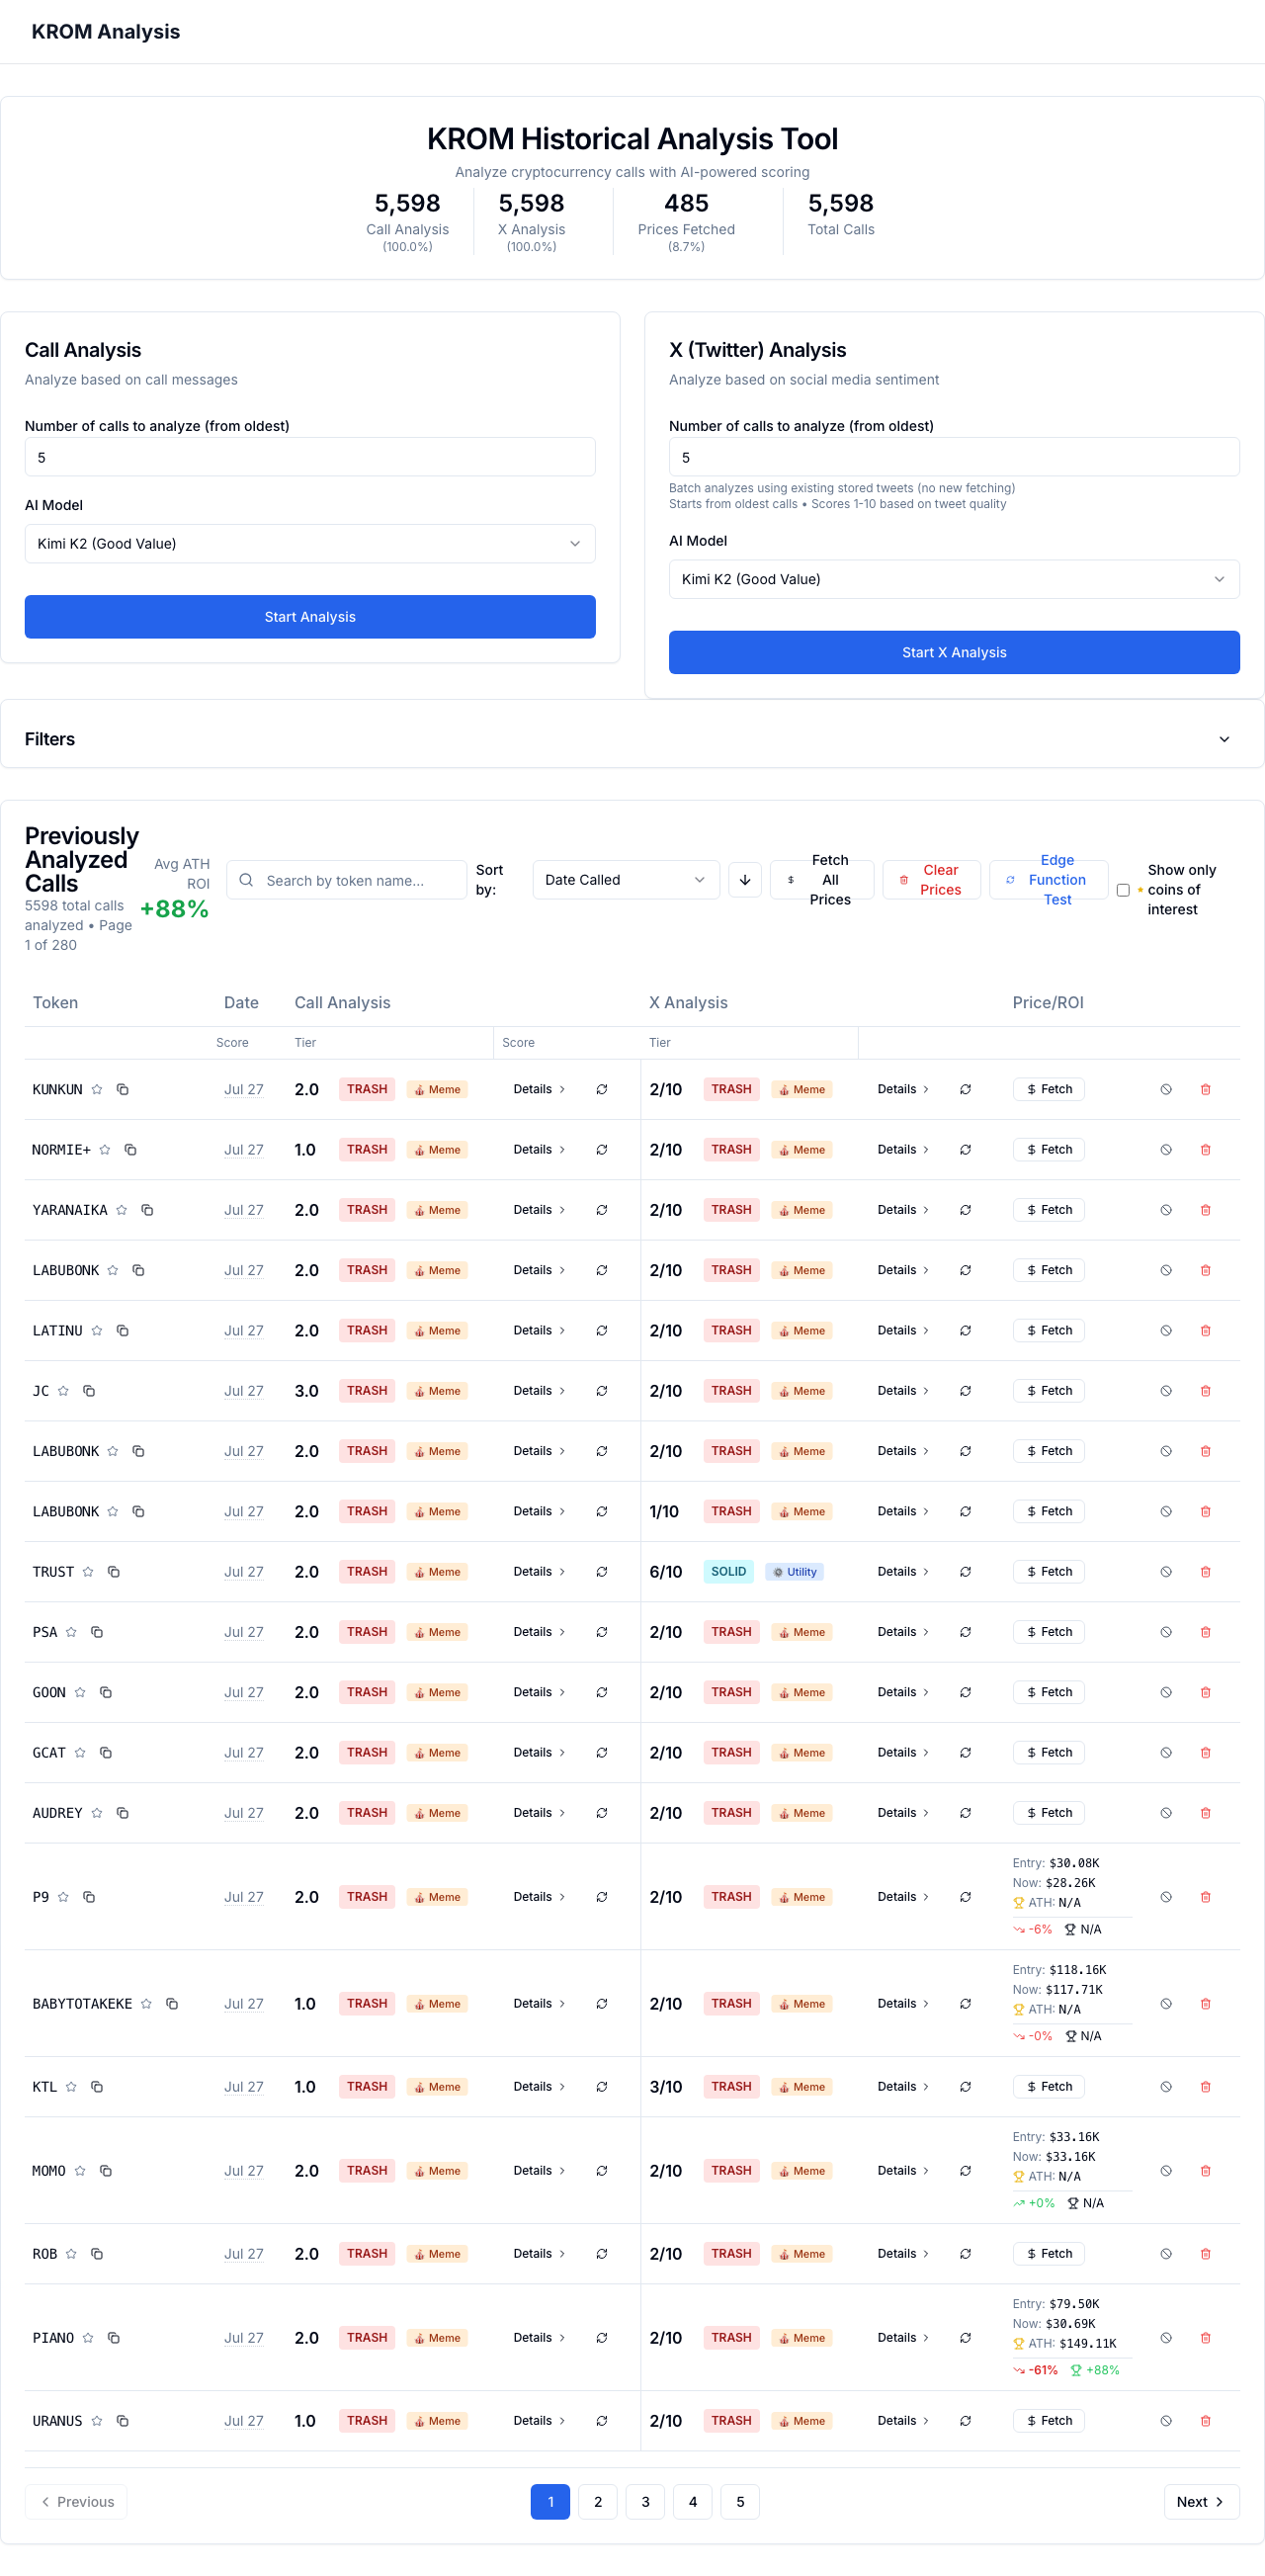 KROM Analysis
KROM Historical Analysis Tool
Analyze cryptocurrency calls with AI-powered scoring
5,598 5,598 485 5,598
Call Analysis X Analysis Prices Fetched Total Calls
(100.0%) (100.0%) (8.7%)
Call Analysis
Analyze based on call messages
Number of calls to analyze (from oldest)
5
AI Model
Kimi K2 (Good Value)
Start Analysis
X (Twitter) Analysis
Analyze based on social media sentiment
Number of calls to analyze (from oldest)
5
Batch analyzes using existing stored tweets (no new fetching)
Starts from oldest calls • Scores 1-10 based on tweet quality
AI Model
Kimi K2 (Good Value)
Start X Analysis
Filters
Previously
Analyzed
Calls
5598 total calls
analyzed • Page
1 of 280
Avg ATH
ROI
+88%
Search by token name...
Sort
by:
Date Called
Fetch
All
Prices
Clear
Prices
Edge
Function
Test
Show only
coins of
interest
Token Date Call Analysis X Analysis Price/ROI
Score Tier Score Tier
KUNKUN Jul 27 2.0 TRASH Meme Details 2/10 TRASH Meme Details Fetch
NORMIE+ Jul 27 1.0 TRASH Meme Details 2/10 TRASH Meme Details Fetch
YARANAIKA Jul 27 2.0 TRASH Meme Details 2/10 TRASH Meme Details Fetch
LABUBONK Jul 27 2.0 TRASH Meme Details 2/10 TRASH Meme Details Fetch
LATINU Jul 27 2.0 TRASH Meme Details 2/10 TRASH Meme Details Fetch
JC Jul 27 3.0 TRASH Meme Details 2/10 TRASH Meme Details Fetch
LABUBONK Jul 27 2.0 TRASH Meme Details 2/10 TRASH Meme Details Fetch
LABUBONK Jul 27 2.0 TRASH Meme Details 1/10 TRASH Meme Details Fetch
TRUST Jul 27 2.0 TRASH Meme Details 6/10 SOLID Utility Details Fetch
PSA Jul 27 2.0 TRASH Meme Details 2/10 TRASH Meme Details Fetch
GOON Jul 27 2.0 TRASH Meme Details 2/10 TRASH Meme Details Fetch
GCAT Jul 27 2.0 TRASH Meme Details 2/10 TRASH Meme Details Fetch
AUDREY Jul 27 2.0 TRASH Meme Details 2/10 TRASH Meme Details Fetch
P9 Jul 27 2.0 TRASH Meme Details 2/10 TRASH Meme Details
Entry: $30.08K
Now: $28.26K
ATH: N/A
-6% N/A
BABYTOTAKEKE Jul 27 1.0 TRASH Meme Details 2/10 TRASH Meme Details
Entry: $118.16K
Now: $117.71K
ATH: N/A
-0% N/A
KTL Jul 27 1.0 TRASH Meme Details 3/10 TRASH Meme Details Fetch
MOMO Jul 27 2.0 TRASH Meme Details 2/10 TRASH Meme Details
Entry: $33.16K
Now: $33.16K
ATH: N/A
+0% N/A
ROB Jul 27 2.0 TRASH Meme Details 2/10 TRASH Meme Details Fetch
PIANO Jul 27 2.0 TRASH Meme Details 2/10 TRASH Meme Details
Entry: $79.50K
Now: $30.69K
ATH: $149.11K
-61% +88%
URANUS Jul 27 1.0 TRASH Meme Details 2/10 TRASH Meme Details Fetch
Previous 1 2 3 4 5 Next